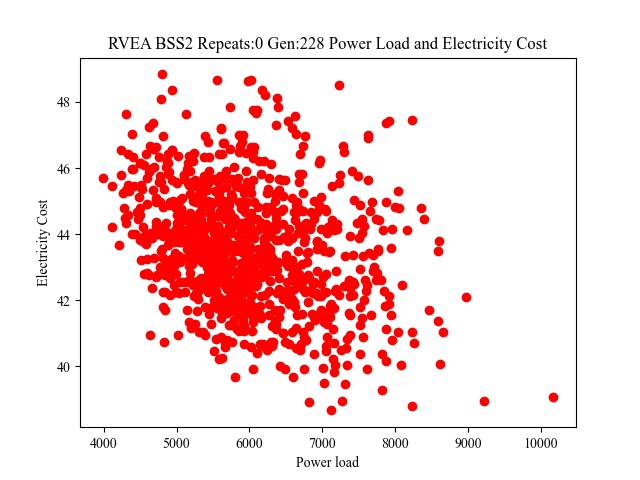 RVEA BSS2 Repeats:0 Gen:228 Power Load and Electricity Cost
48
46
44
42
40
Electricity Cost
4000 5000 6000 7000 8000 9000 10000
Power load